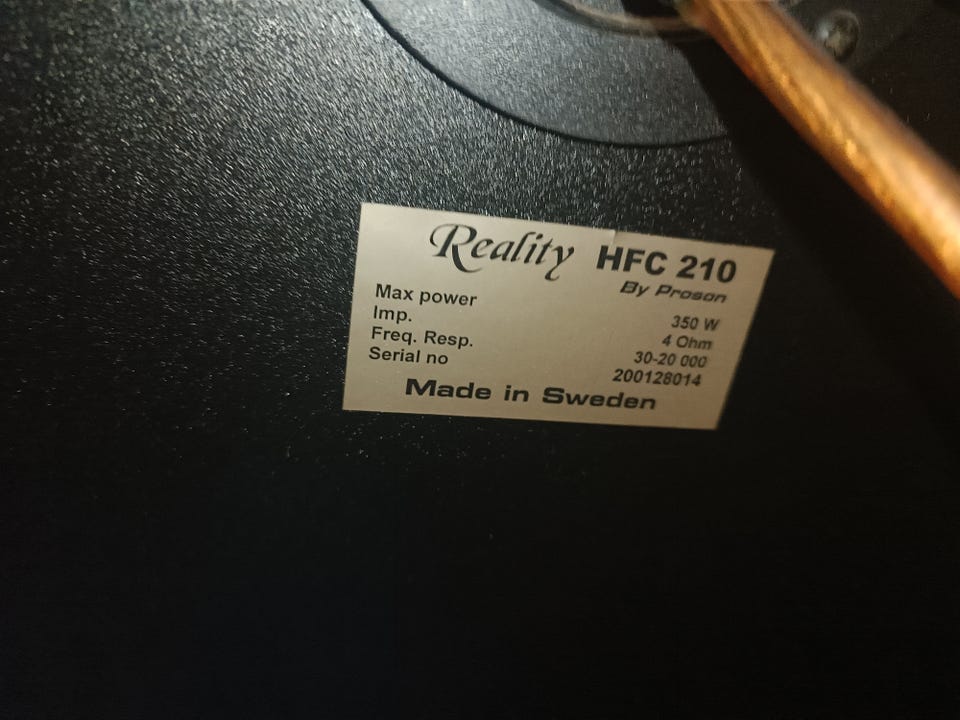 Reality HFC 210
By Proson
Max power 350 W
Imp. 4 Ohm
Freq. Resp. 30-20 000
Serial no 200128014
Made in Sweden